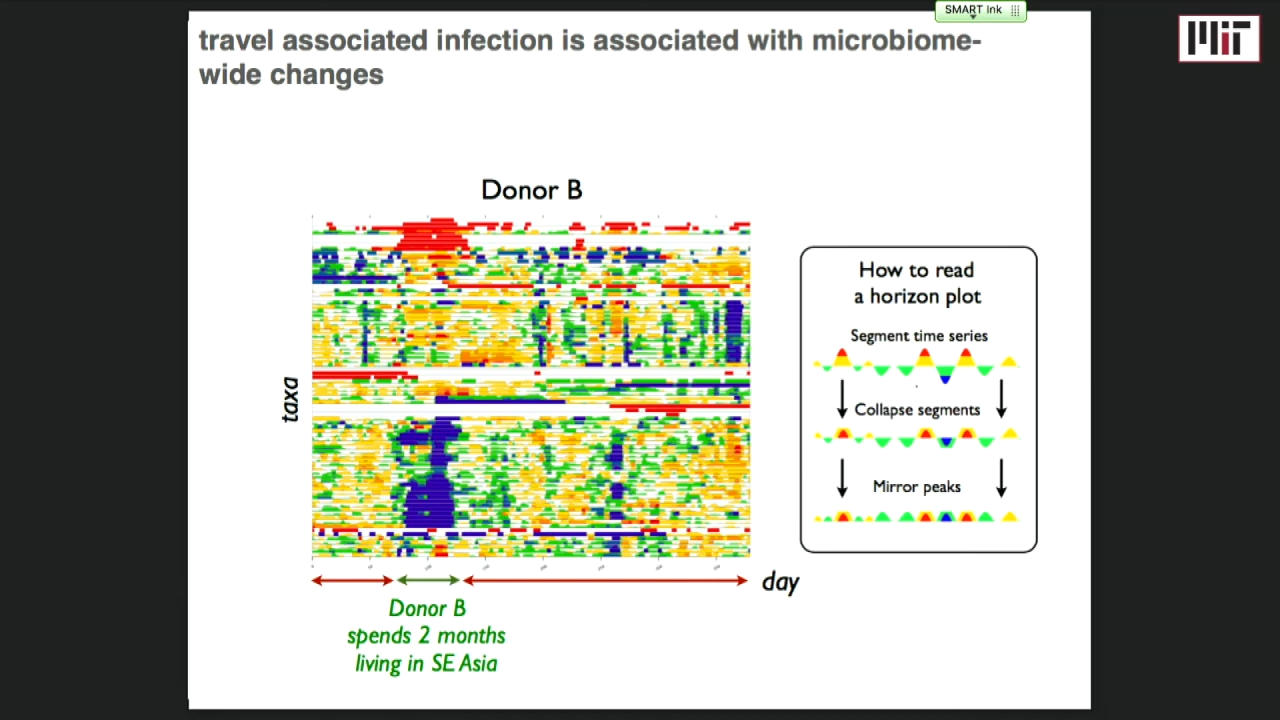 SMART Ink
MIT
travel associated infection is associated with microbiome-
wide changes
Donor B
taxa
How to read
a horizon plot
Segment time series
Collapse segments
Mirror peaks
day
Donor B
spends 2 months
living in SE Asia